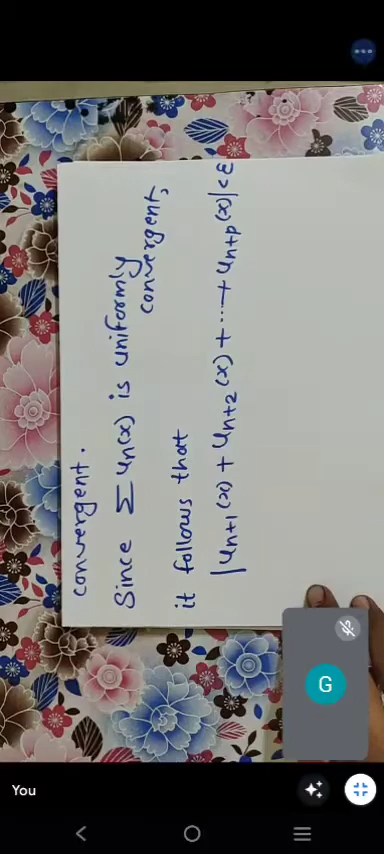 convergent.
Since ∑ un(x) is uniformly
convergent,
it follows that
|un+1(x) + un+2(x) + ... + un+p(x)| < ε
G
You